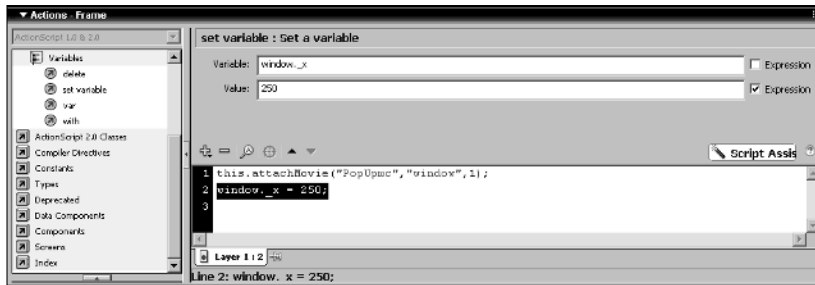 Actions - Frame
ActionScript 1.0 & 2.0
Variables
delete
set variable
var
with
ActionScript 2.0 Classes
Compiler Directives
Constants
Types
Deprecated
Data Components
Components
Screens
Index
set variable : Set a variable
Variable: window._x Expression
Value: 250 Expression
Script Assis
1 this.attachMovie("PopUpmc","window",1);
2 window._x = 250;
3
Layer 1 : 2
Line 2: window._x = 250;